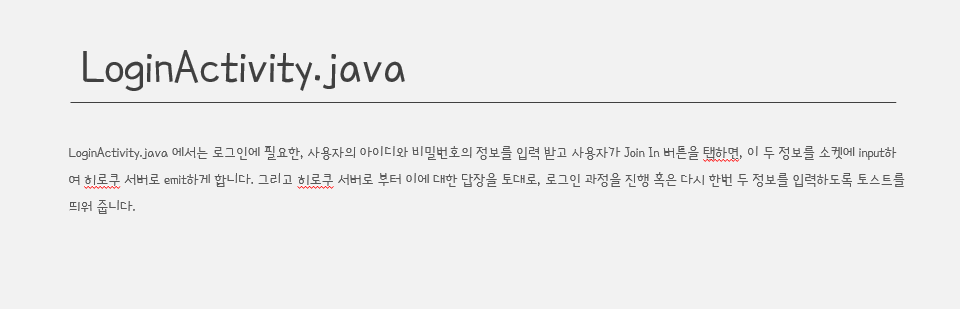 LoginActivity.java
LoginActivity.java 에서는 로그인에 필요한, 사용자의 아이디와 비밀번호의 정보를 입력 받고 사용자가 Join In 버튼을 탭하면, 이 두 정보를 소켓에 input하
여 히로쿠 서버로 emit하게 합니다. 그리고 히로쿠 서버로 부터 이에 대한 답장을 토대로, 로그인 과정을 진행 혹은 다시 한번 두 정보를 입력하도록 토스트를
띄워 줍니다.